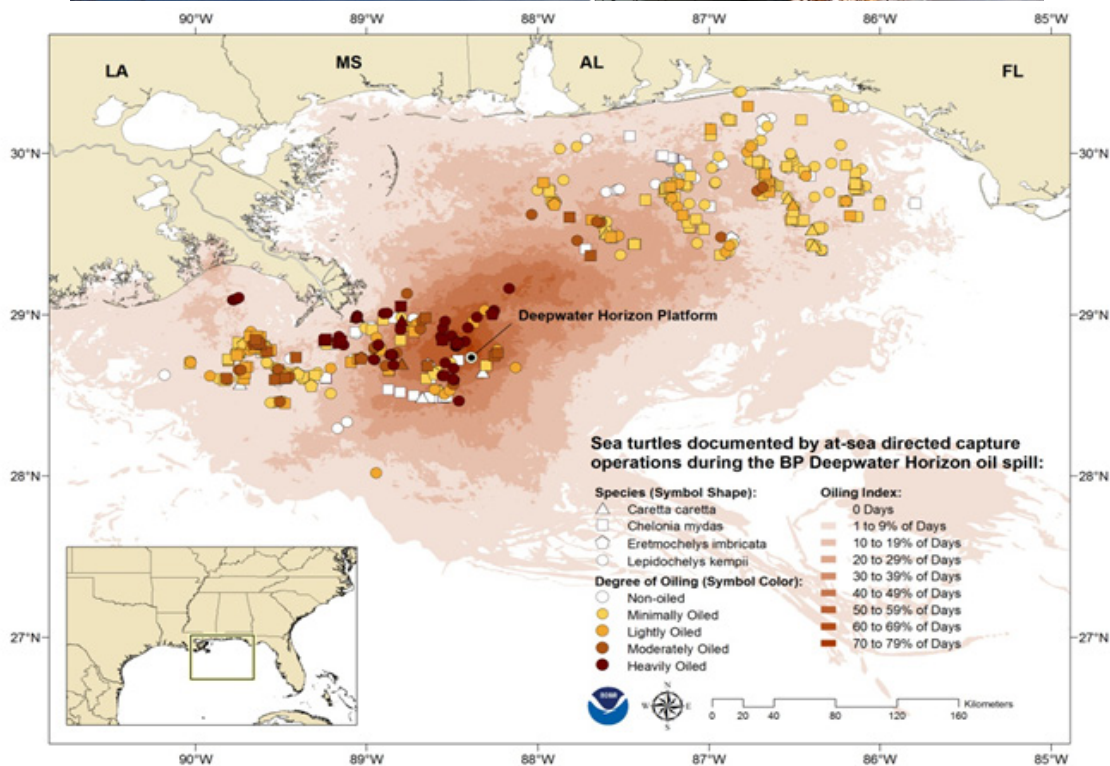 90°W 89°W 88°W 87°W 86°W 85°W
LA MS AL FL
30°N 30°N
29°N 29°N
Deepwater Horizon Platform
28°N 28°N
27°N 27°N
Sea turtles documented by at-sea directed capture
operations during the BP Deepwater Horizon oil spill:
Species (Symbol Shape):
Caretta caretta
Chelonia mydas
Eretmochelys imbricata
Lepidochelys kempii
Degree of Oiling (Symbol Color):
Non-oiled
Minimally Oiled
Lightly Oiled
Moderately Oiled
Heavily Oiled
Oiling Index:
0 Days
1 to 9% of Days
10 to 19% of Days
20 to 29% of Days
30 to 39% of Days
40 to 49% of Days
50 to 59% of Days
60 to 69% of Days
70 to 79% of Days
N
W E
S
Kilometers
0 20 40 80 120 160
90°W 89°W 88°W 87°W 86°W 85°W